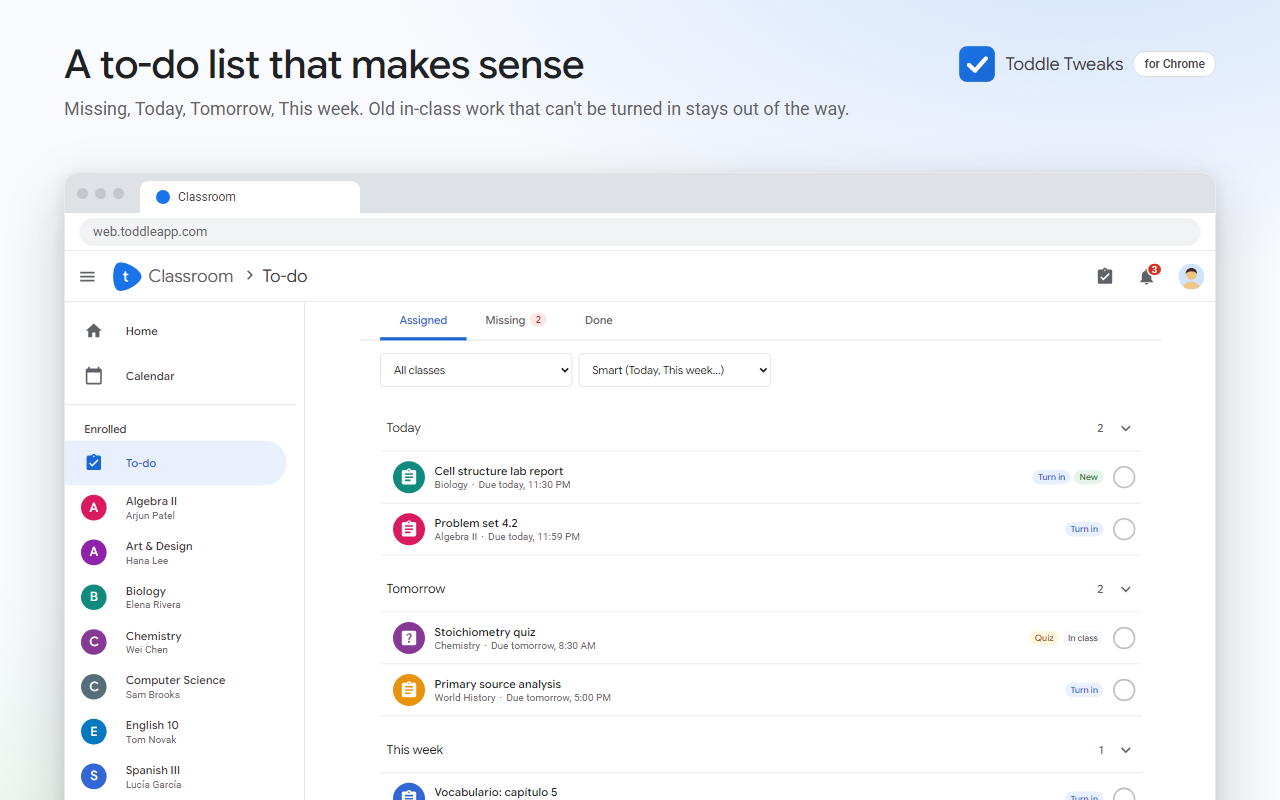 A to-do list that makes sense
Toddle Tweaks
for Chrome
Missing, Today, Tomorrow, This week. Old in-class work that can't be turned in stays out of the way.
Classroom
web.toddleapp.com
t
Classroom
To-do
3
Home
Calendar
Enrolled
To-do
A
Algebra II
Arjun Patel
A
Art & Design
Hana Lee
B
Biology
Elena Rivera
C
Chemistry
Wei Chen
C
Computer Science
Sam Brooks
E
English 10
Tom Novak
S
Spanish III
Lucía García
Assigned
Missing 2
Done
All classes
Smart (Today, This week...)
Today
2
Cell structure lab report
Biology · Due today, 11:30 PM
Turn in
New
Problem set 4.2
Algebra II · Due today, 11:59 PM
Turn in
Tomorrow
2
?
Stoichiometry quiz
Chemistry · Due tomorrow, 8:30 AM
Quiz
In class
Primary source analysis
World History · Due tomorrow, 5:00 PM
Turn in
This week
1
Vocabulario: capítulo 5
Turn in